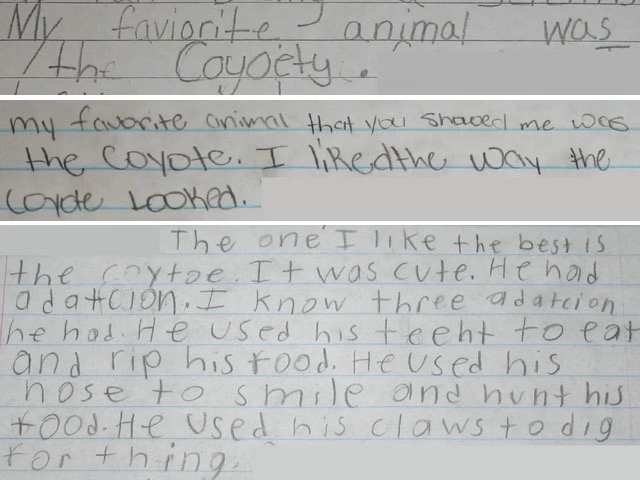 My faviorite animal was
the Coyoety.
my favorite animal that you shaved me was
the coyote. I liked the way the
coyote Looked.
The one I like the best is
the coytoe. It was cute. He had
adattcion. I know three adatcion
he had. He used his teeht to eat
and rip his food. He used his
nose to smile and hunt his
food. He used his claws to dig
for thing.